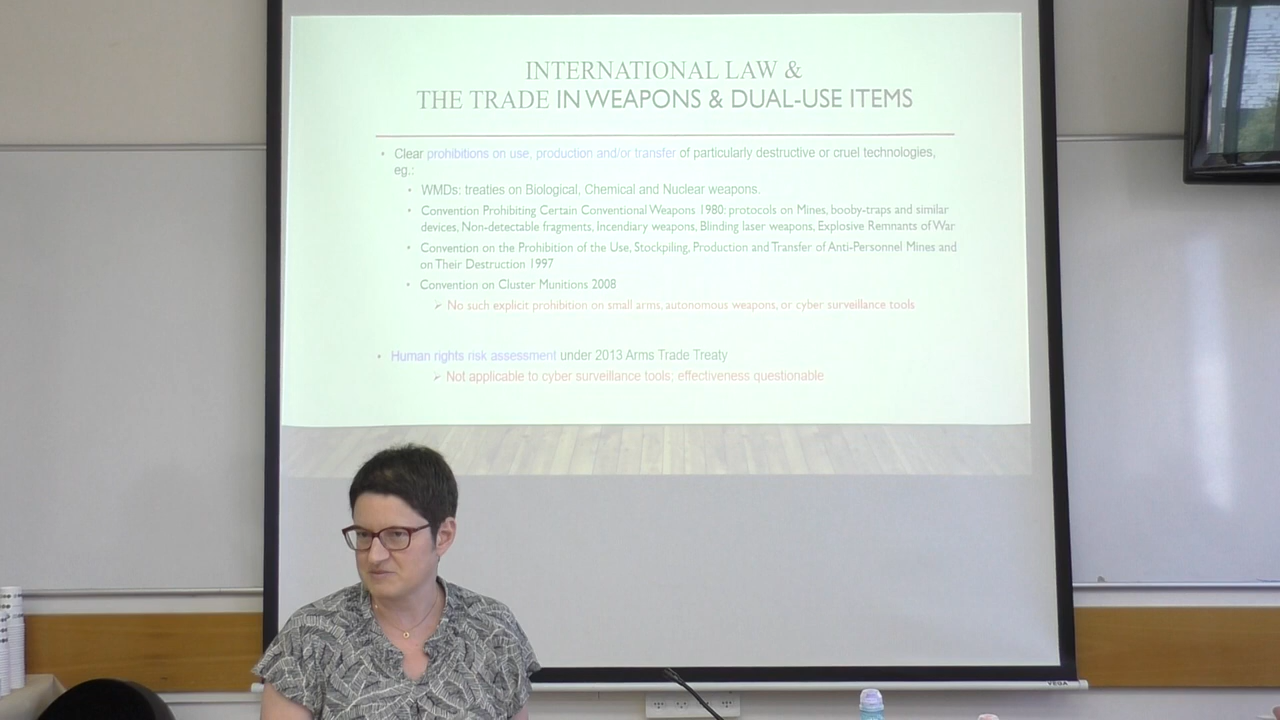 INTERNATIONAL LAW &
THE TRADE IN WEAPONS & DUAL-USE ITEMS
• Clear prohibitions on use, production and/or transfer of particularly destructive or cruel technologies,
eg.:
• WMDs: treaties on Biological, Chemical and Nuclear weapons.
• Convention Prohibiting Certain Conventional Weapons 1980: protocols on Mines, booby-traps and similar
devices, Non-detectable fragments, Incendiary weapons, Blinding laser weapons, Explosive Remnants of War
• Convention on the Prohibition of the Use, Stockpiling, Production and Transfer of Anti-Personnel Mines and
on Their Destruction 1997
• Convention on Cluster Munitions 2008
➢ No such explicit prohibition on small arms, autonomous weapons, or cyber surveillance tools
• Human rights risk assessment under 2013 Arms Trade Treaty
➢ Not applicable to cyber surveillance tools; effectiveness questionable
VEGA